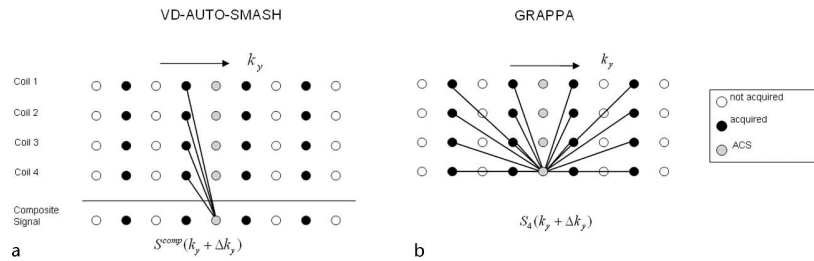 VD-AUTO-SMASH
GRAPPA
k_y
k_y
Coil 1
Coil 2
Coil 3
Coil 4
Composite
Signal
not acquired
acquired
ACS
S^{comp}(k_y + Δk_y)
S_4(k_y + Δk_y)
a
b